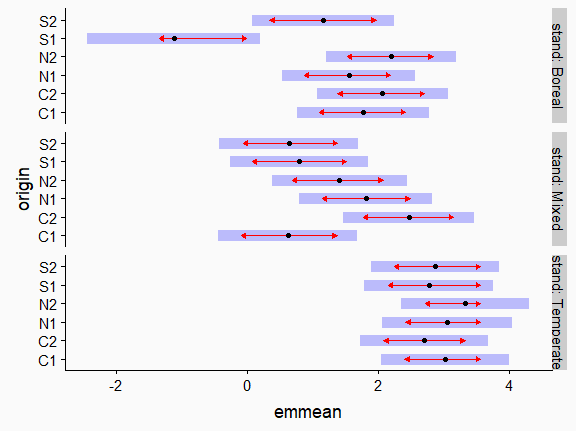 S2
S1
N2
N1
C2
C1
stand: Boreal
S2
S1
N2
N1
C2
C1
stand: Mixed
S2
S1
N2
N1
C2
C1
stand: Temperate
origin
-2 0 2 4
emmean